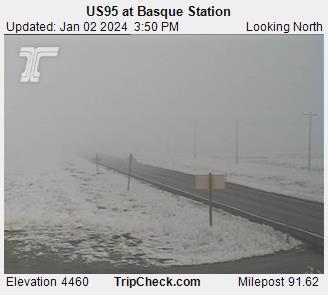 US95 at Basque Station
Updated: Jan 02 2024 3:50 PM Looking North
Elevation 4460 TripCheck.com Milepost 91.62